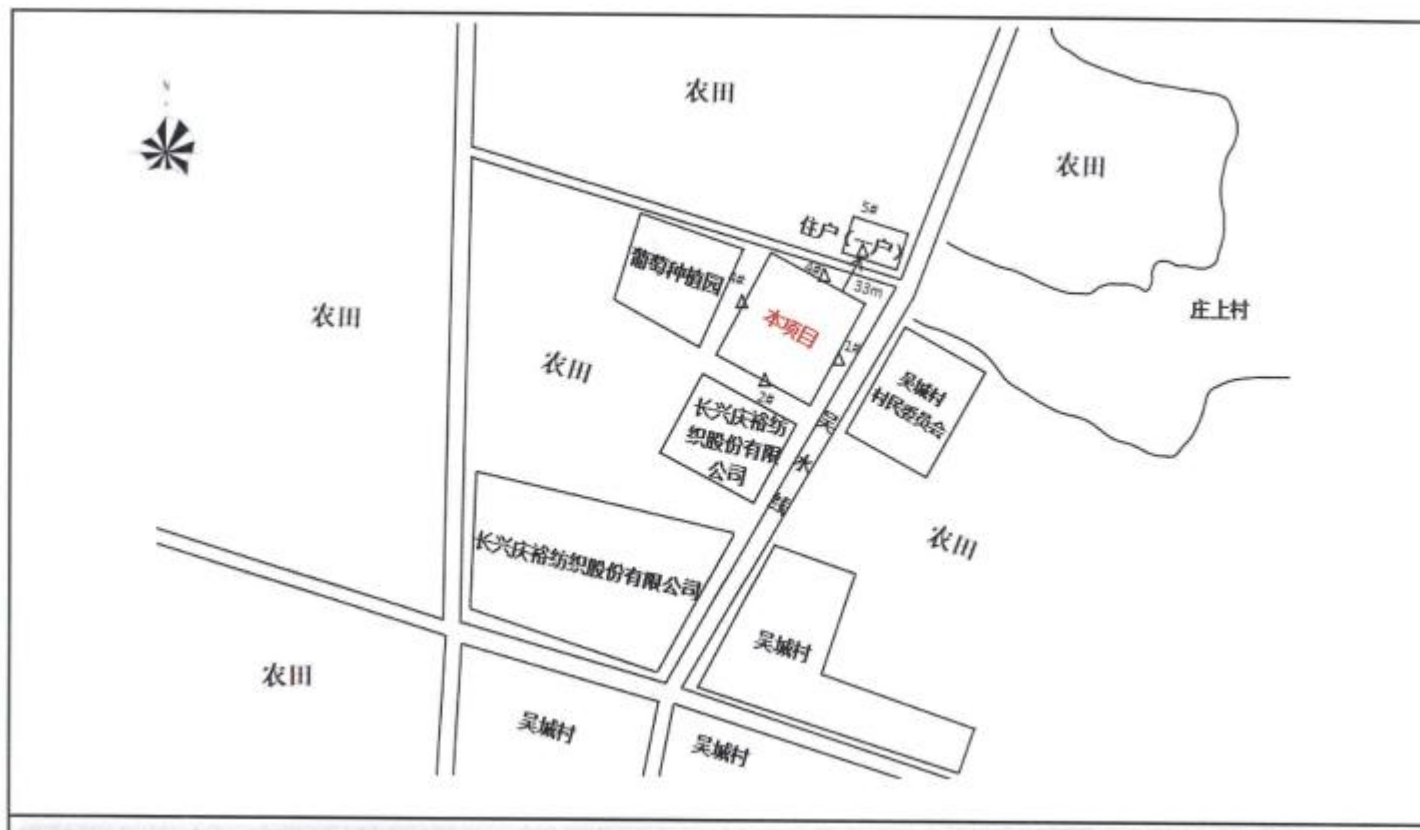 N
农田
农田
5#
住户（一户）
4#
33m
葡萄种植园
4#
本项目
1#
2#
农田
农田
庄上村
吴城村
村民委员会
长兴庆裕纺
织股份有限
公司
吴水线
农田
长兴庆裕纺织股份有限公司
吴城村
农田
吴城村
吴城村